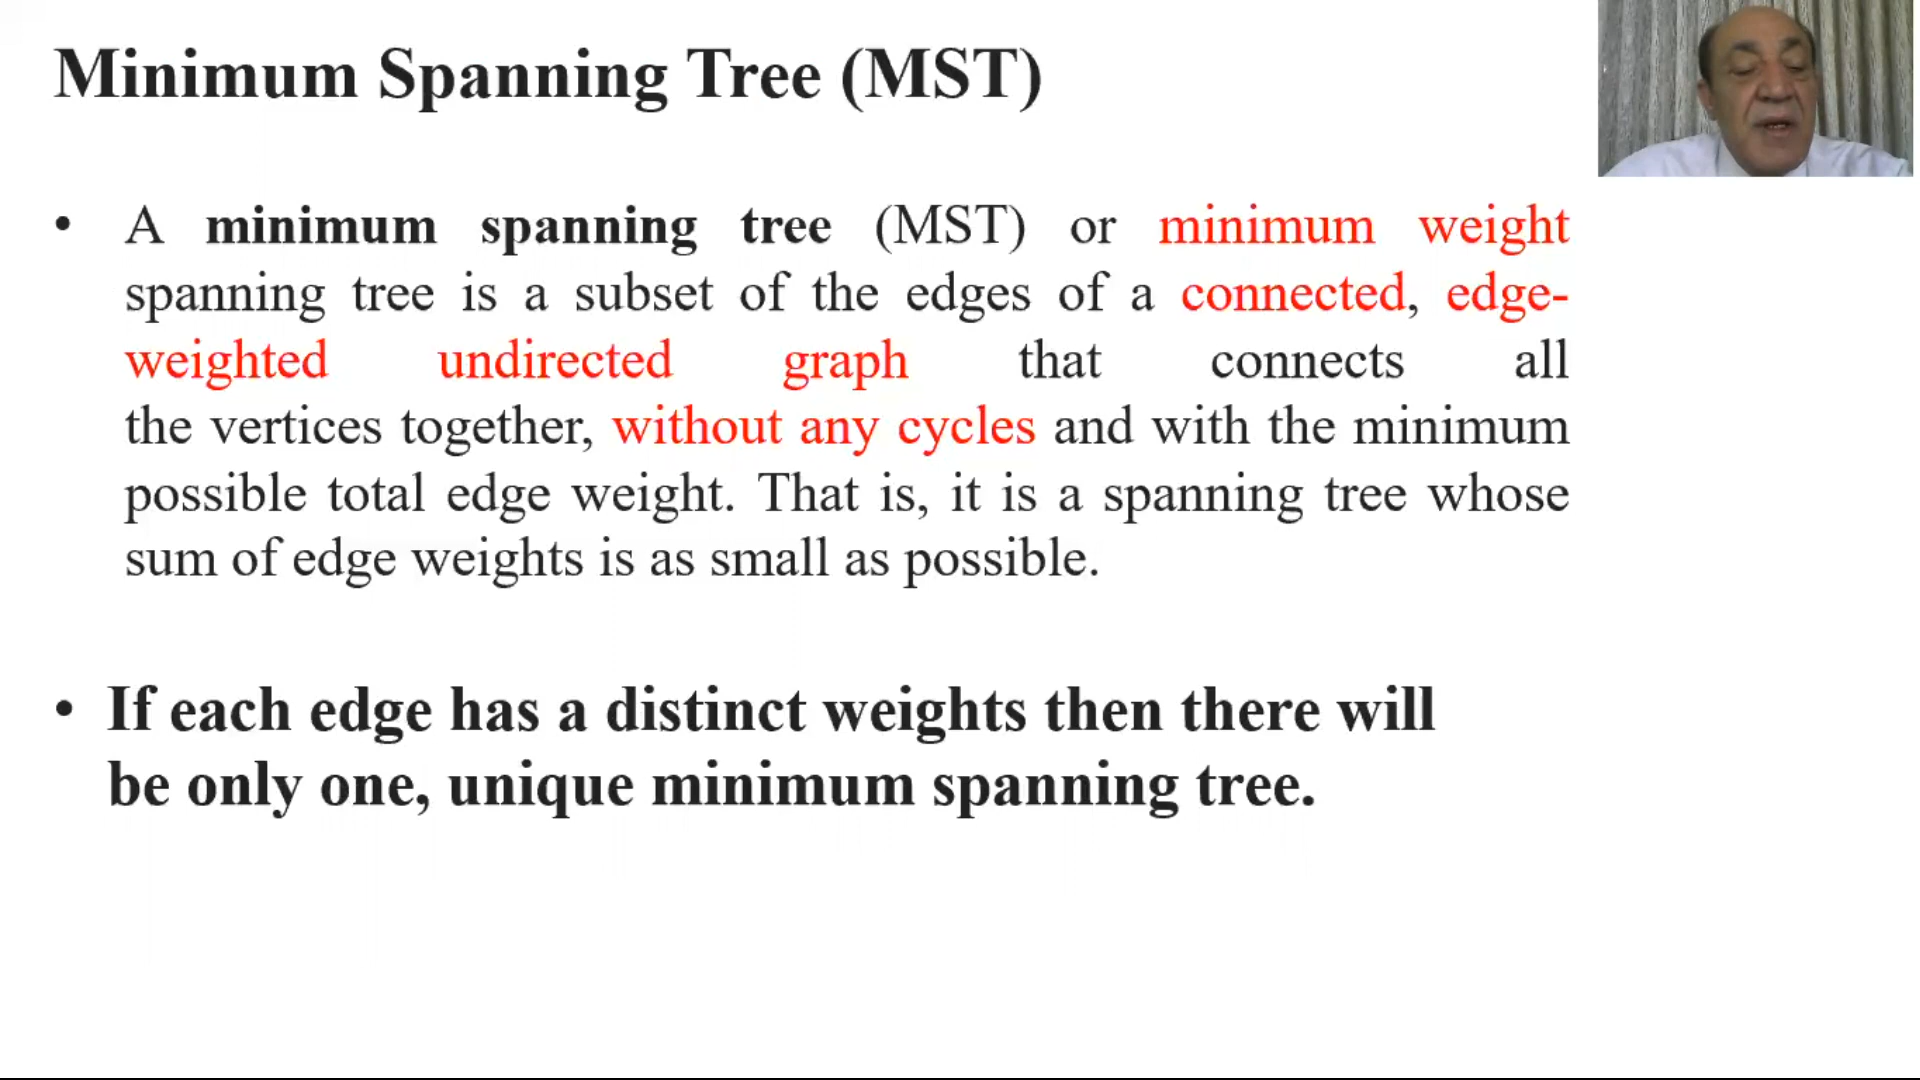 Minimum Spanning Tree (MST)
• A minimum spanning tree (MST) or minimum weight
spanning tree is a subset of the edges of a connected, edge-
weighted undirected graph that connects all
the vertices together, without any cycles and with the minimum
possible total edge weight. That is, it is a spanning tree whose
sum of edge weights is as small as possible.
• If each edge has a distinct weights then there will
be only one, unique minimum spanning tree.